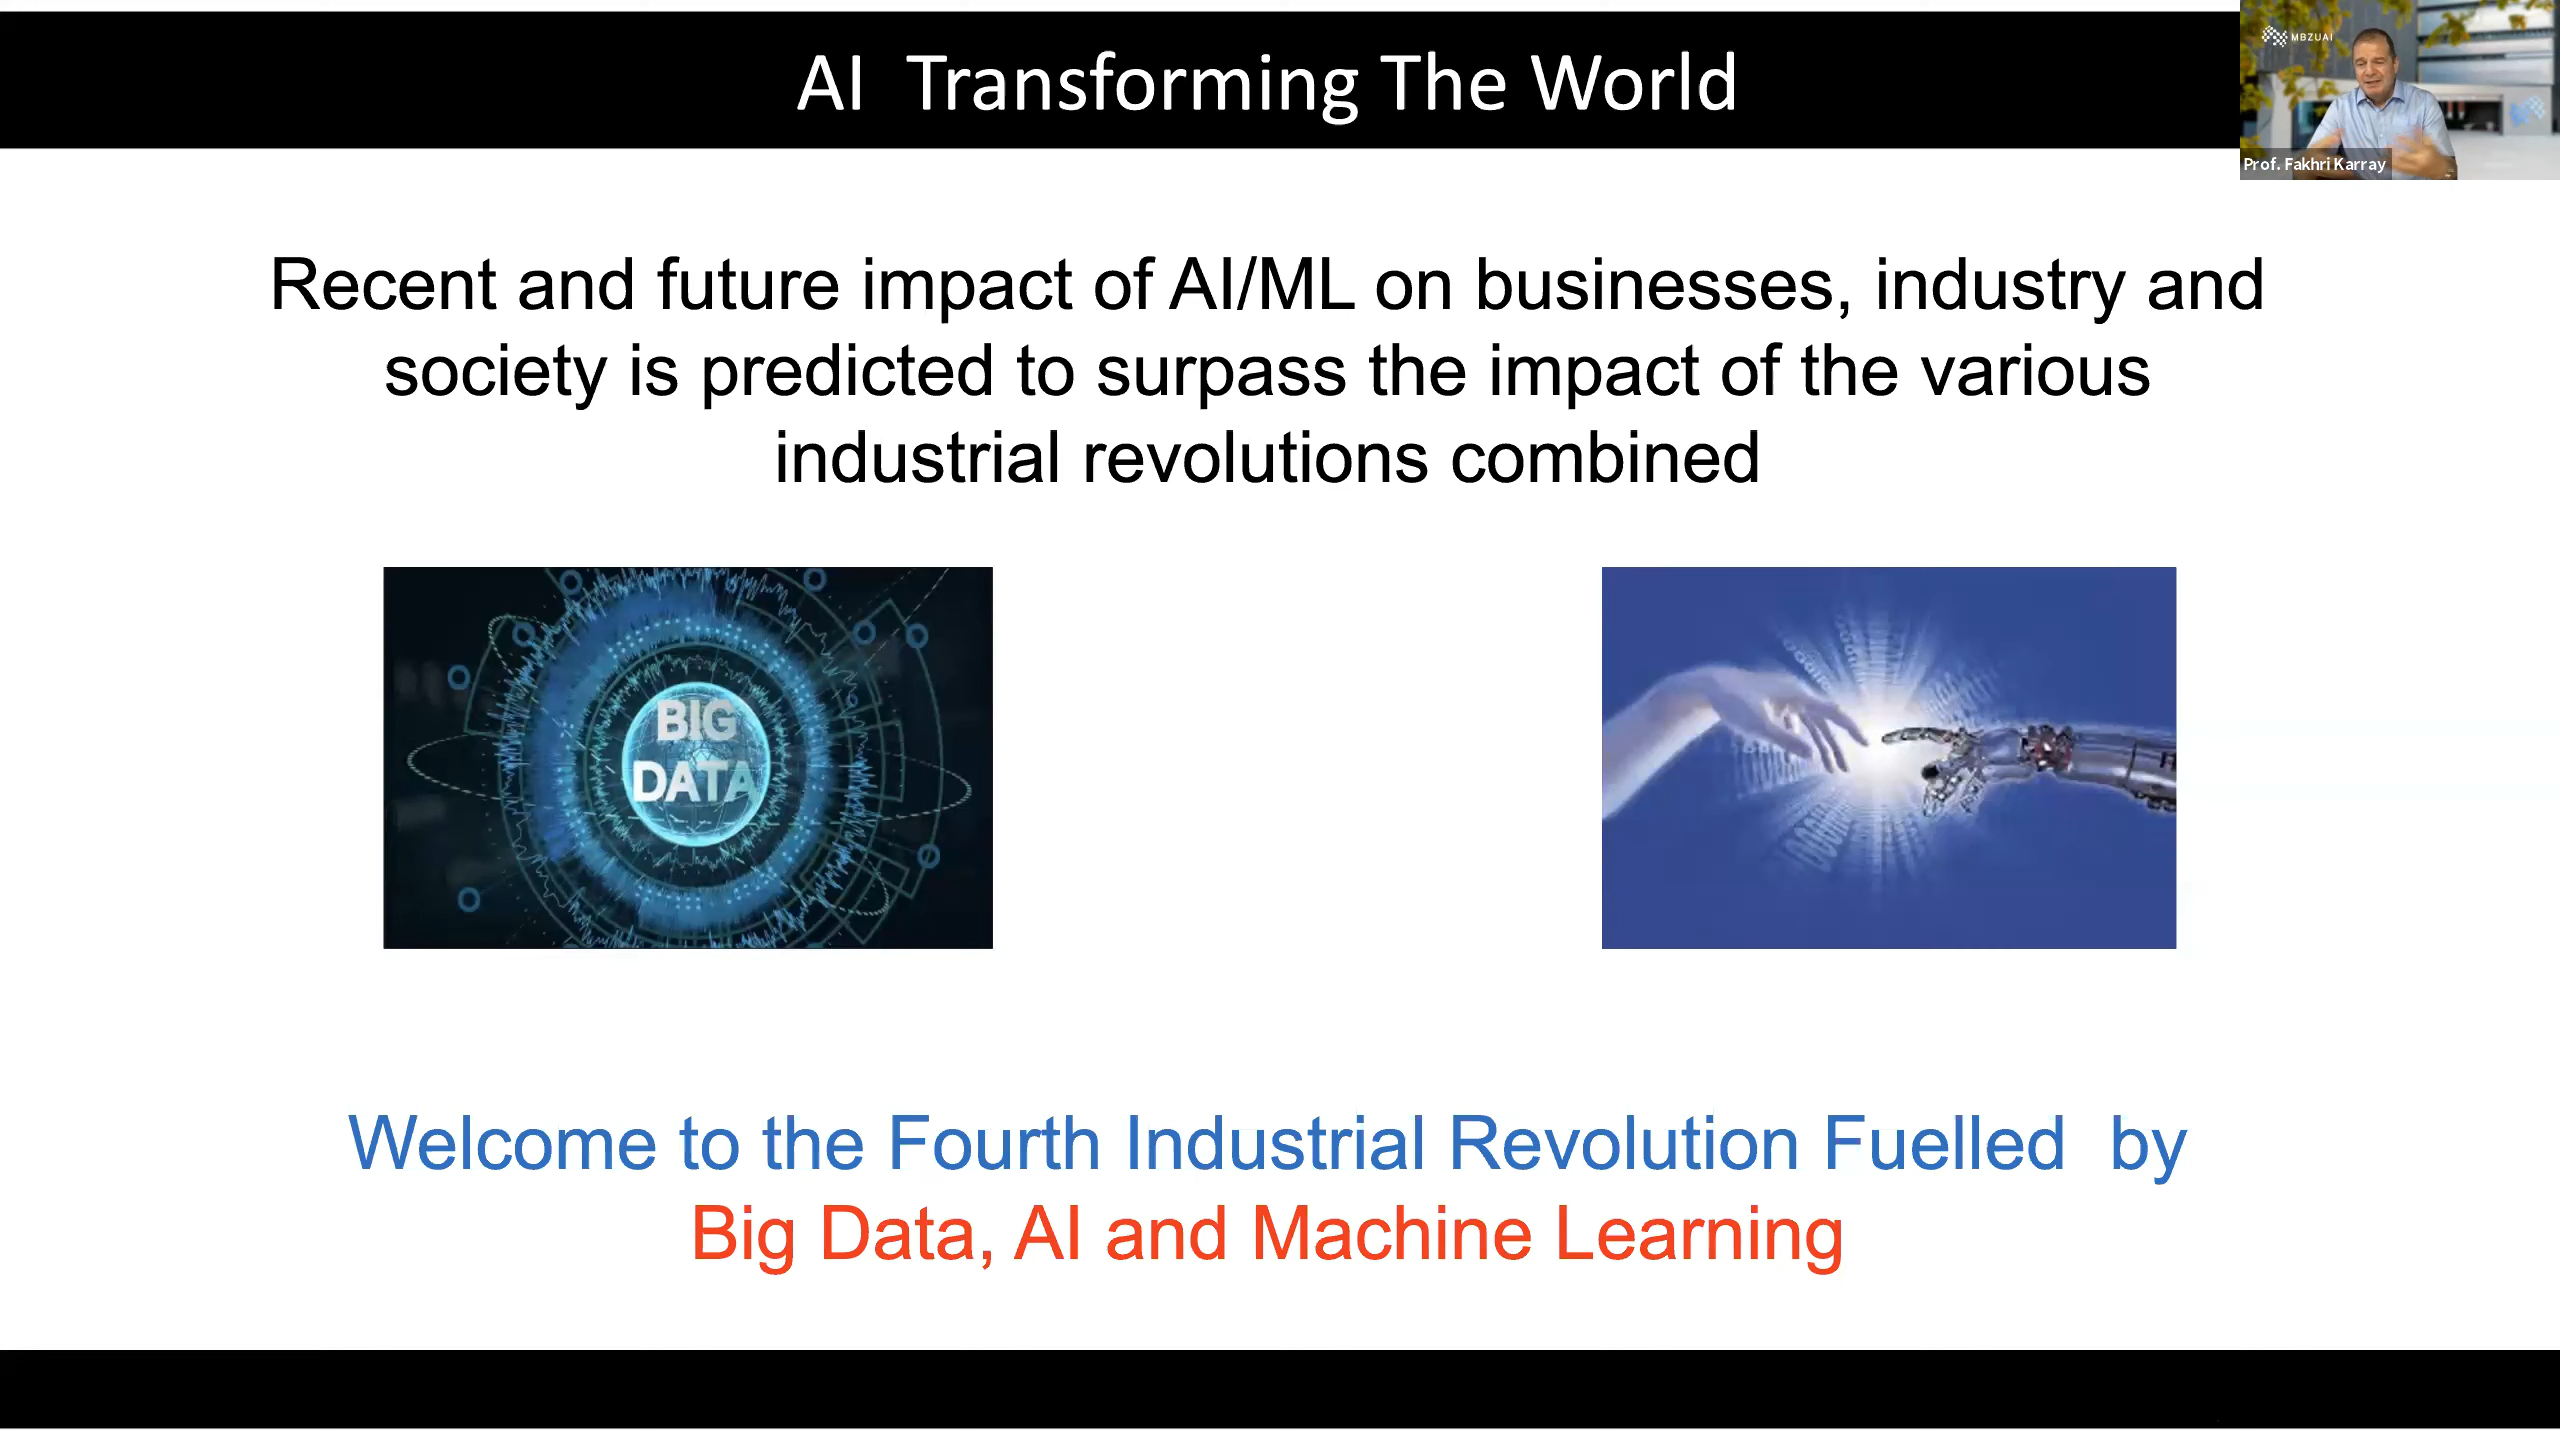 AI  Transforming The World
MBZUAI
Prof. Fakhri Karray
Recent and future impact of AI/ML on businesses, industry and
society is predicted to surpass the impact of the various
industrial revolutions combined
BIG
DATA
Welcome to the Fourth Industrial Revolution Fuelled  by
Big Data, AI and Machine Learning